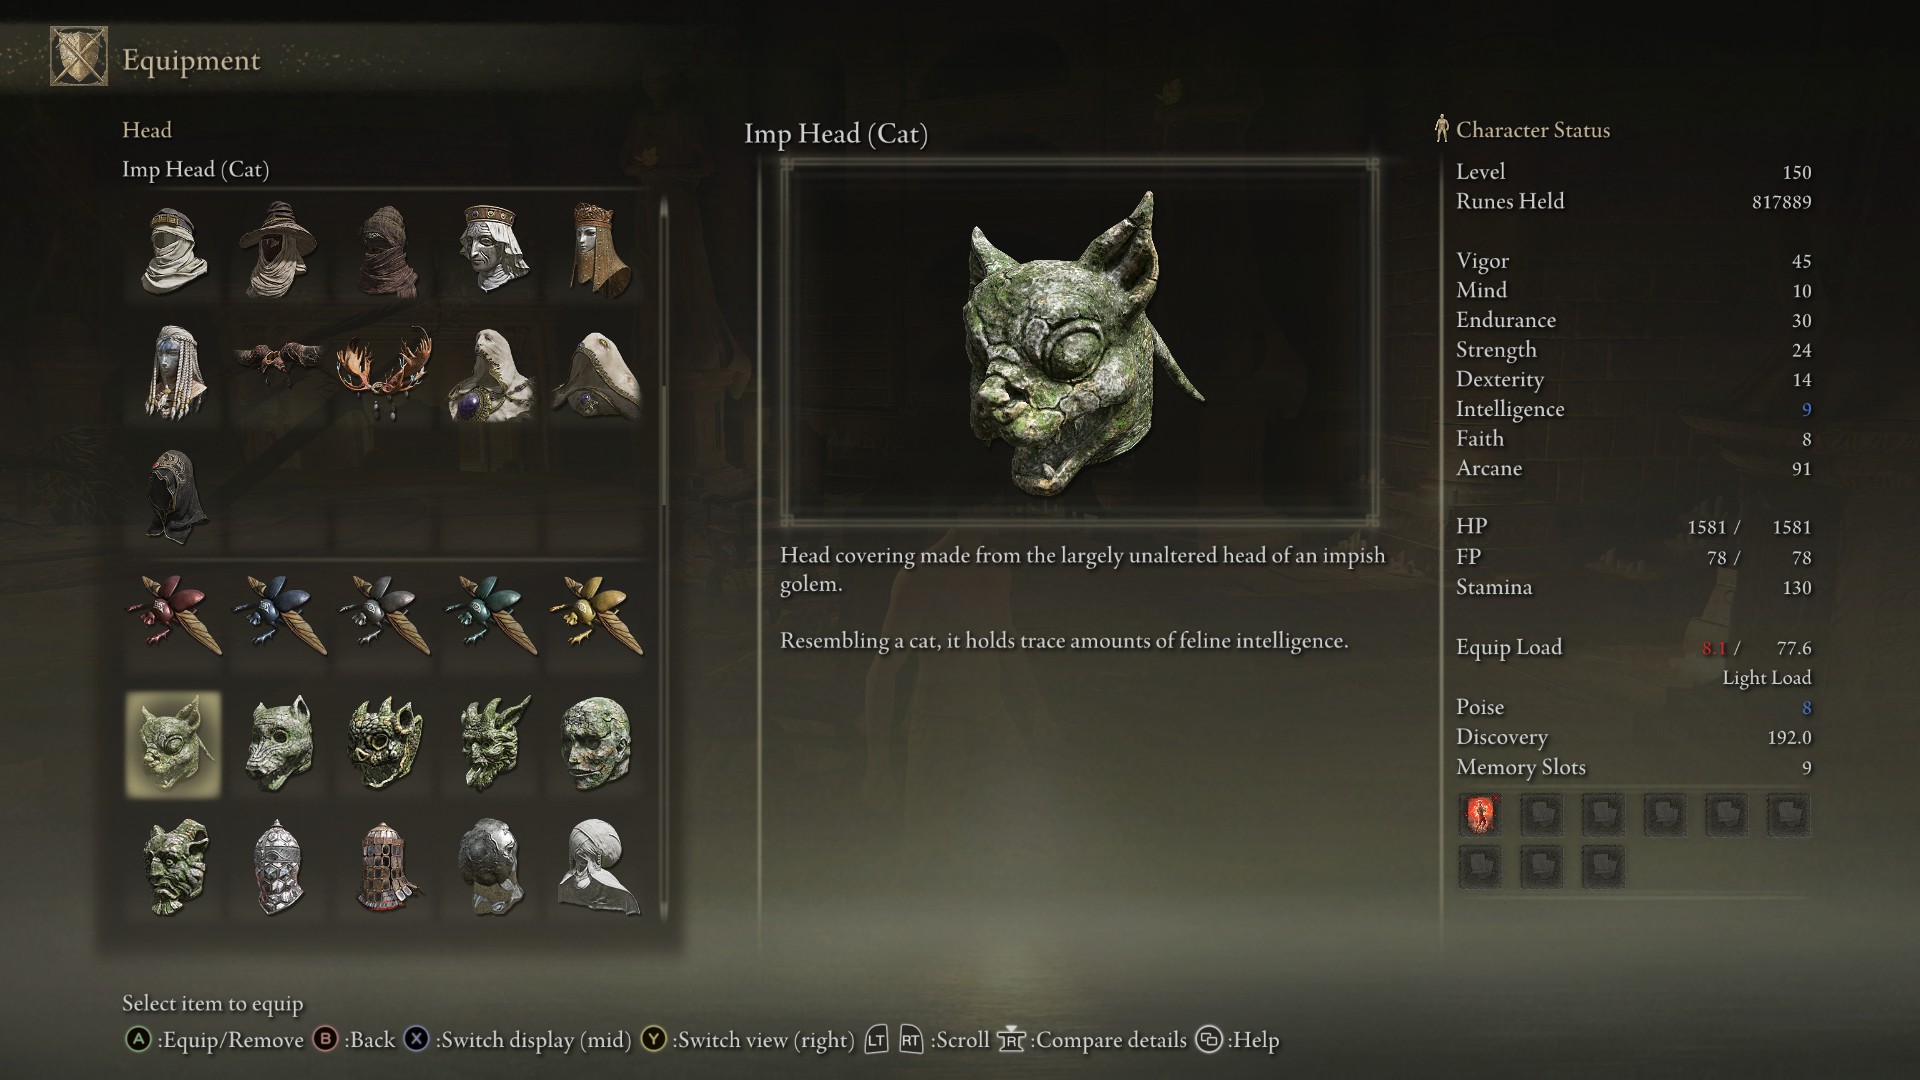 Equipment
Head
Imp Head (Cat)
Imp Head (Cat)
Head covering made from the largely unaltered head of an impish
golem.
Resembling a cat, it holds trace amounts of feline intelligence.
Character Status
Level 150
Runes Held 817889
Vigor 45
Mind 10
Endurance 30
Strength 24
Dexterity 14
Intelligence 9
Faith 8
Arcane 91
HP 1581 / 1581
FP 78 / 78
Stamina 130
Equip Load 8.1 / 77.6
Light Load
Poise 8
Discovery 192.0
Memory Slots 9
Select item to equip
A :Equip/Remove B :Back X :Switch display (mid) Y :Switch view (right) LT RT :Scroll R :Compare details :Help